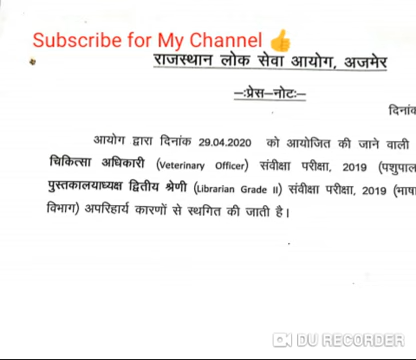 Subscribe for My Channel 👍
राजस्थान लोक सेवा आयोग, अजमेर
—:प्रेस—नोटः—
दिनांक
आयोग द्वारा दिनांक 29.04.2020 को आयोजित की जाने वाली
चिकित्सा अधिकारी (Veterinary Officer) संवीक्षा परीक्षा, 2019 (पशुपाल
पुस्तकालयाध्यक्ष द्वितीय श्रेणी (Librarian Grade II) संवीक्षा परीक्षा, 2019 (भाषा
विभाग) अपरिहार्य कारणों से स्थगित की जाती है।
DU RECORDER